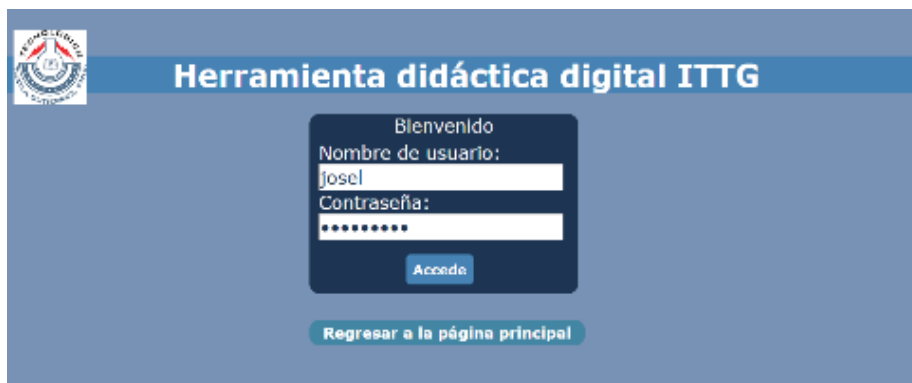 Herramienta didáctica digital ITTG
Bienvenido
Nombre de usuario:
josel
Contraseña:
•••••••••
Accede
Regresar a la página principal